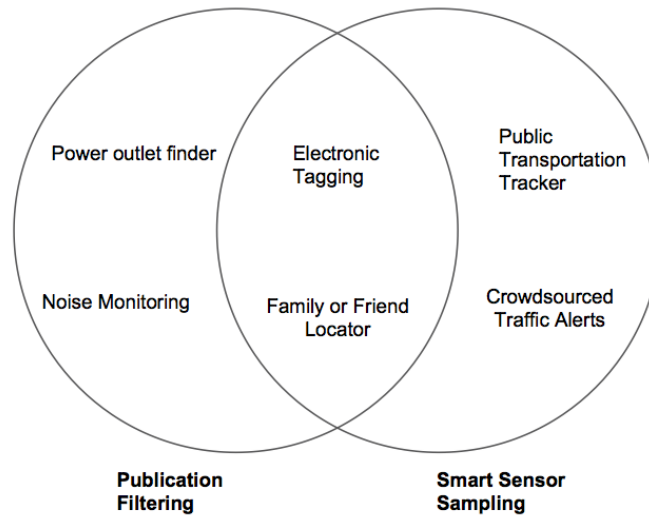 Power outlet finder
Electronic
Tagging
Public
Transportation
Tracker
Noise Monitoring
Family or Friend
Locator
Crowdsourced
Traffic Alerts
Publication
Filtering
Smart Sensor
Sampling